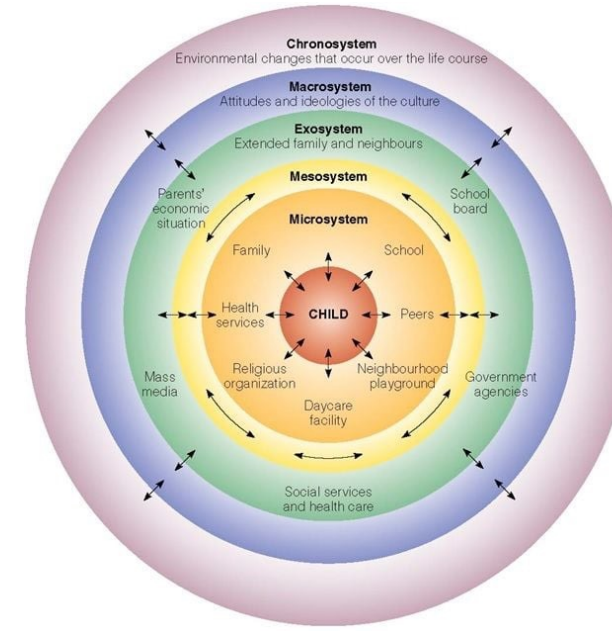 Chronosystem
Environmental changes that occur over the life course
Macrosystem
Attitudes and ideologies of the culture
Exosystem
Extended family and neighbours
Mesosystem
Parents'
economic
situation
School
board
Microsystem
Family
School
Health
services
CHILD
Peers
Religious
organization
Neighbourhood
playground
Mass
media
Government
agencies
Daycare
facility
Social services
and health care